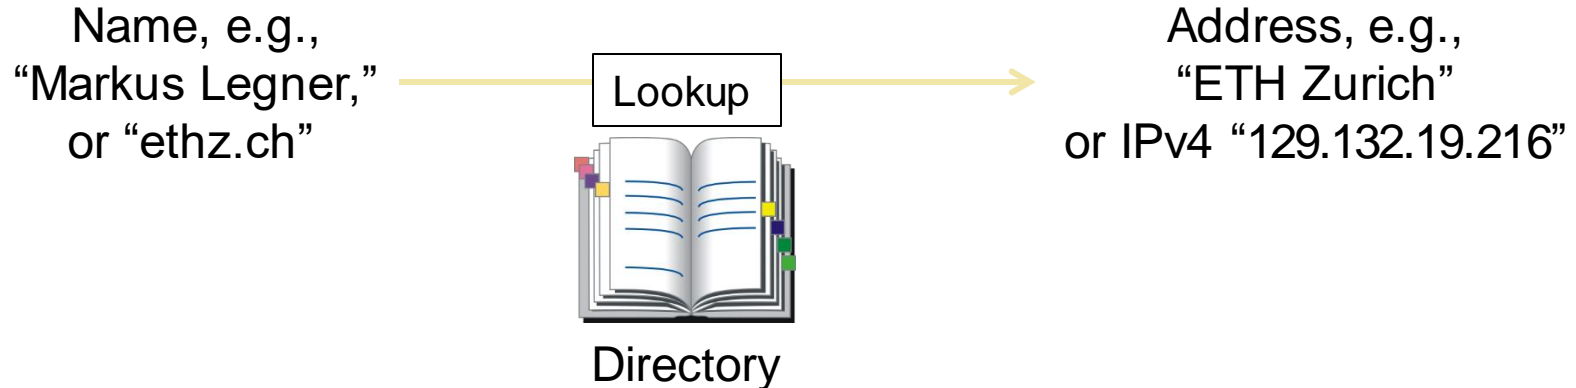 Name, e.g.,
“Markus Legner,”
or “ethz.ch”
Lookup
Address, e.g.,
“ETH Zurich”
or IPv4 “129.132.19.216”
Directory